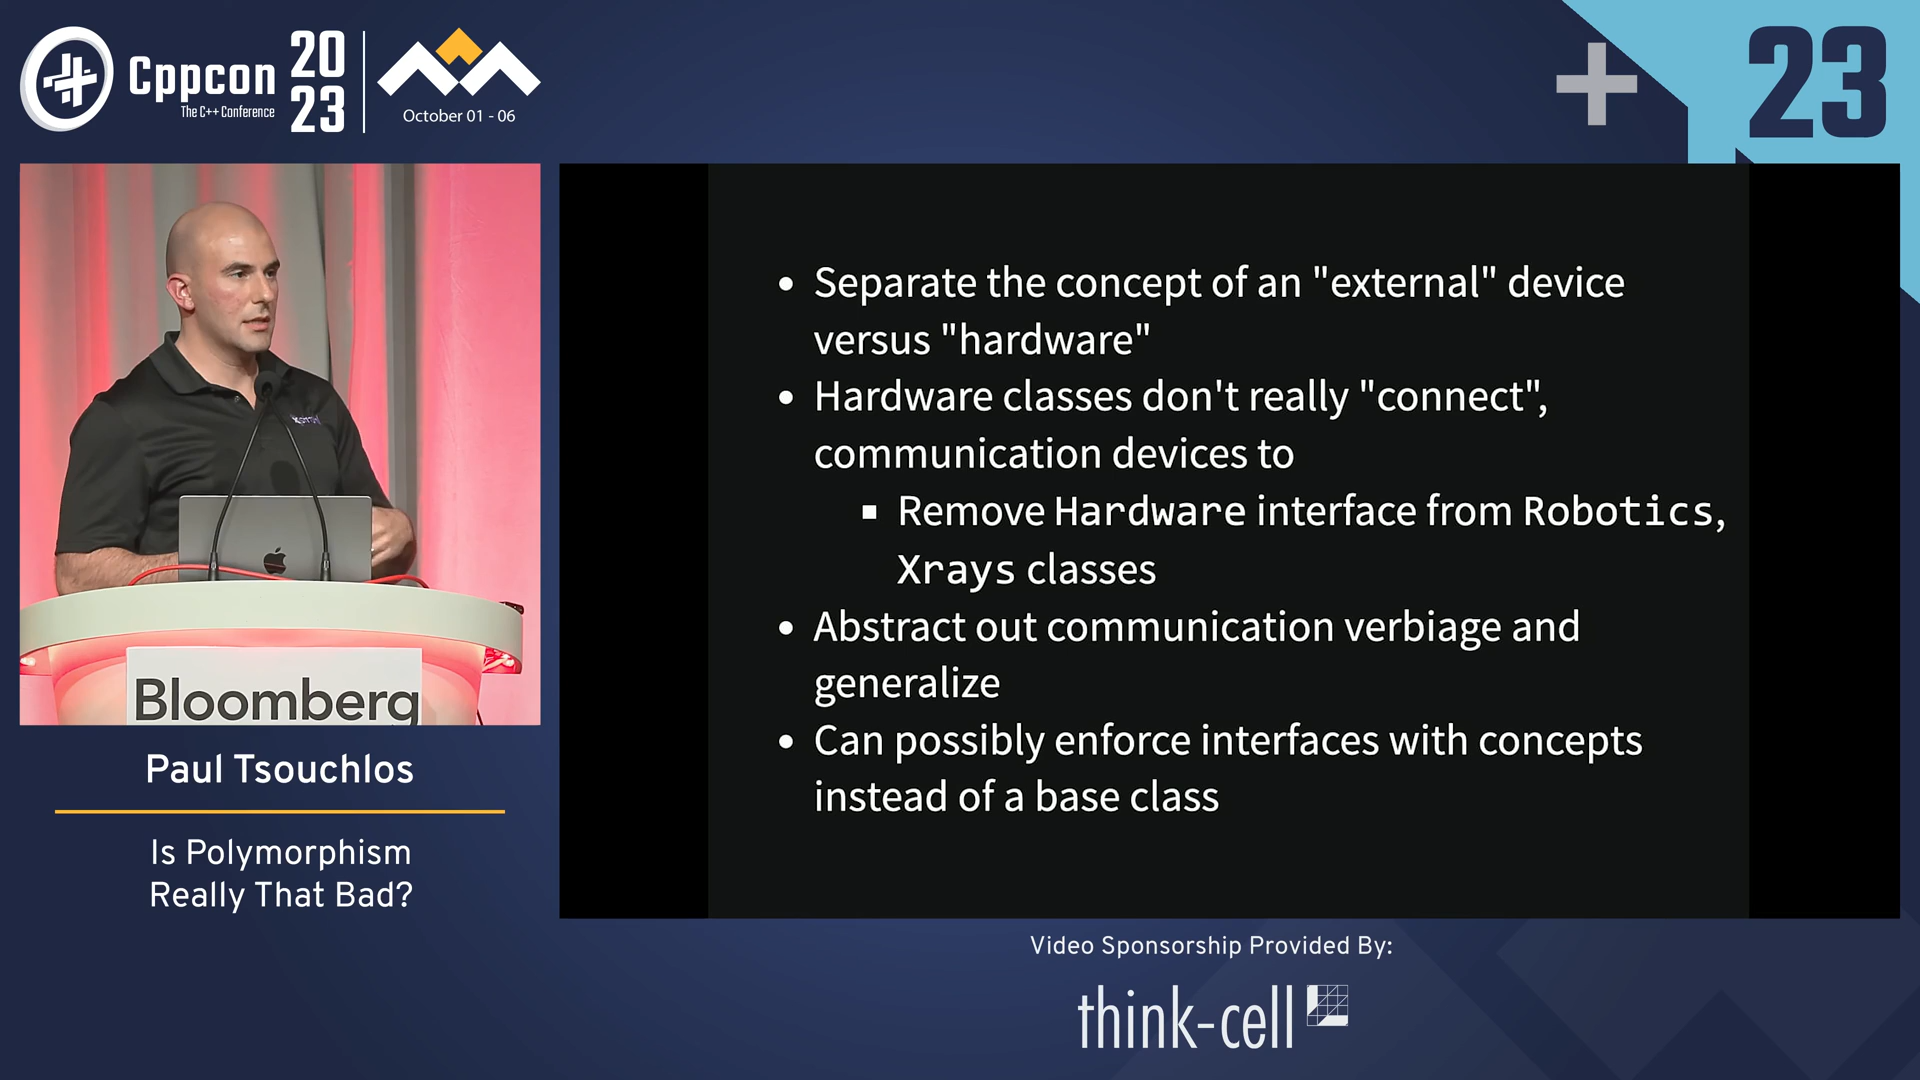 Cppcon
The C++ Conference
20
23
October 01 - 06
23
• Separate the concept of an "external" device
versus "hardware"
• Hardware classes don't really "connect",
communication devices to
▪ Remove Hardware interface from Robotics,
Xrays classes
• Abstract out communication verbiage and
generalize
• Can possibly enforce interfaces with concepts
instead of a base class
Bloomberg
Paul Tsouchlos
Is Polymorphism
Really That Bad?
Video Sponsorship Provided By:
think-cell